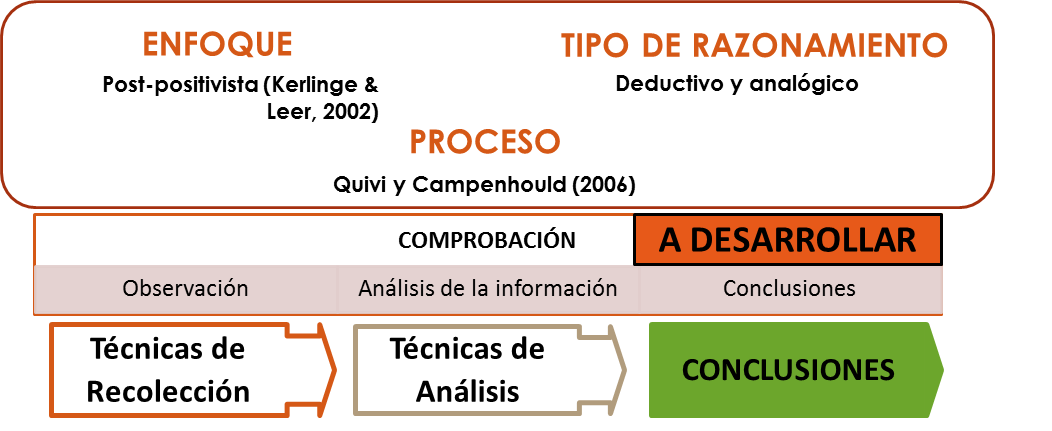 ENFOQUE
Post-positivista (Kerlinge &
Leer, 2002)
TIPO DE RAZONAMIENTO
Deductivo y analógico
PROCESO
Quivi y Campenhould (2006)
COMPROBACIÓN
A DESARROLLAR
Observación
Análisis de la información
Conclusiones
Técnicas de
Recolección
Técnicas de
Análisis
CONCLUSIONES